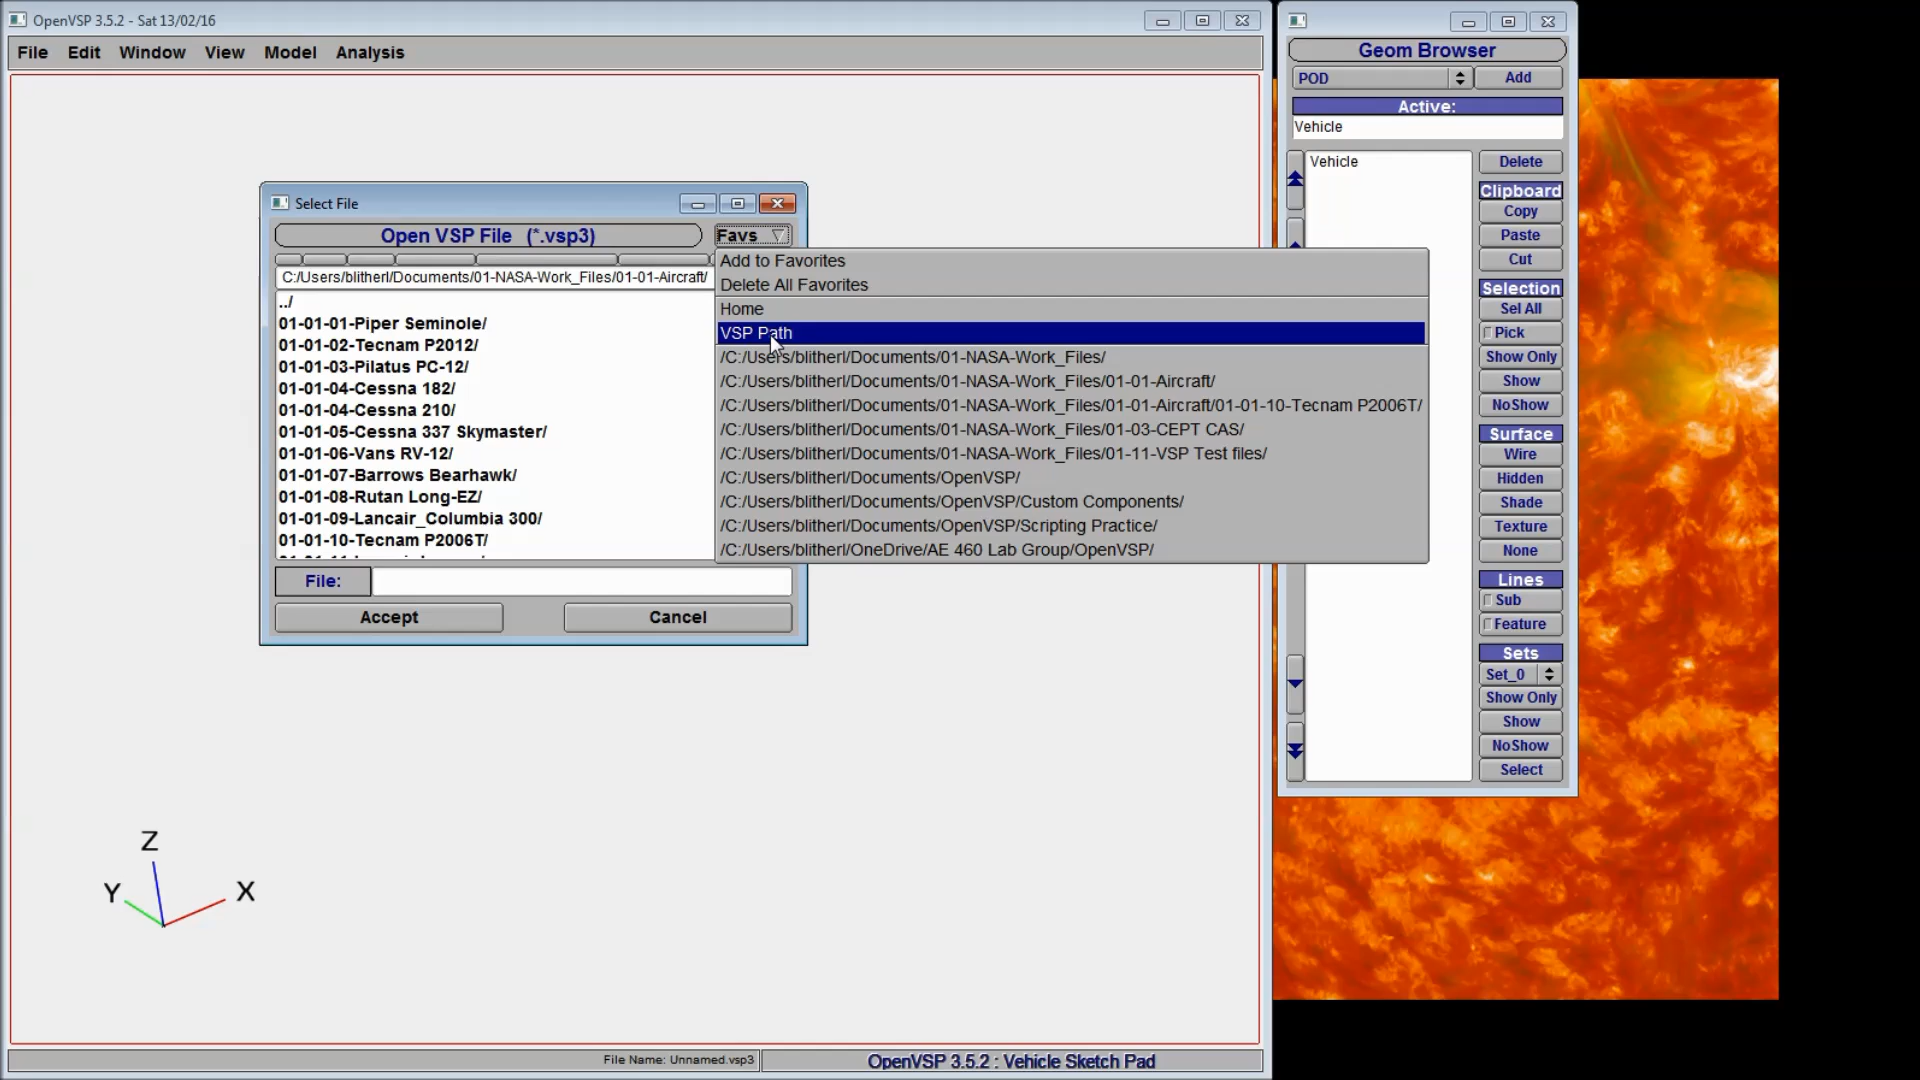 OpenVSP 3.5.2 - Sat 13/02/16
File Edit Window View Model Analysis
Select File
Open VSP File (*.vsp3)
Favs
C:/Users/blitherl/Documents/01-NASA-Work_Files/01-01-Aircraft/
../
01-01-01-Piper Seminole/
01-01-02-Tecnam P2012/
01-01-03-Pilatus PC-12/
01-01-04-Cessna 182/
01-01-04-Cessna 210/
01-01-05-Cessna 337 Skymaster/
01-01-06-Vans RV-12/
01-01-07-Barrows Bearhawk/
01-01-08-Rutan Long-EZ/
01-01-09-Lancair_Columbia 300/
01-01-10-Tecnam P2006T/
File:
Accept Cancel
Add to Favorites
Delete All Favorites
Home
VSP Path
/C:/Users/blitherl/Documents/01-NASA-Work_Files/
/C:/Users/blitherl/Documents/01-NASA-Work_Files/01-01-Aircraft/
/C:/Users/blitherl/Documents/01-NASA-Work_Files/01-01-Aircraft/01-01-10-Tecnam P2006T/
/C:/Users/blitherl/Documents/01-NASA-Work_Files/01-03-CEPT CAS/
/C:/Users/blitherl/Documents/01-NASA-Work_Files/01-11-VSP Test files/
/C:/Users/blitherl/Documents/OpenVSP/
/C:/Users/blitherl/Documents/OpenVSP/Custom Components/
/C:/Users/blitherl/Documents/OpenVSP/Scripting Practice/
/C:/Users/blitherl/OneDrive/AE 460 Lab Group/OpenVSP/
Z
Y
X
File Name: Unnamed.vsp3
OpenVSP 3.5.2 : Vehicle Sketch Pad
Geom Browser
POD
Add
Active:
Vehicle
Vehicle
Delete
Clipboard
Copy
Paste
Cut
Selection
Sel All
Pick
Show Only
Show
NoShow
Surface
Wire
Hidden
Shade
Texture
None
Lines
Sub
Feature
Sets
Set_0
Show Only
Show
NoShow
Select